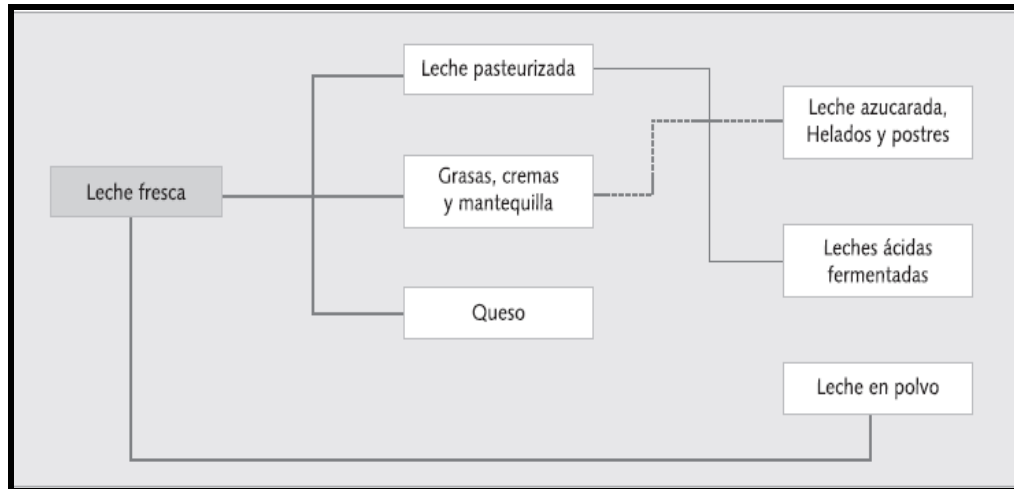 Leche fresca
Leche pasteurizada
Grasas, cremas
y mantequilla
Queso
Leche azucarada,
Helados y postres
Leches ácidas
fermentadas
Leche en polvo